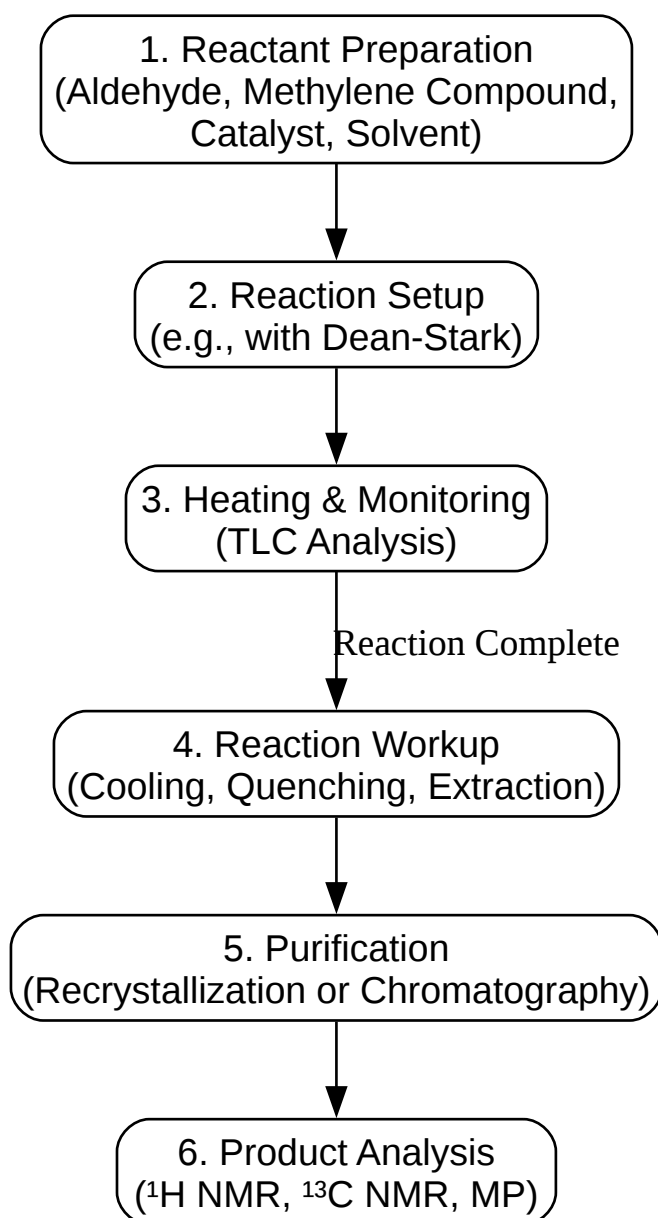 1. Reactant Preparation
(Aldehyde, Methylene Compound,
Catalyst, Solvent)
2. Reaction Setup
(e.g., with Dean-Stark)
3. Heating & Monitoring
(TLC Analysis)
Reaction Complete
4. Reaction Workup
(Cooling, Quenching, Extraction)
5. Purification
(Recrystallization or Chromatography)
6. Product Analysis
(¹H NMR, ¹³C NMR, MP)